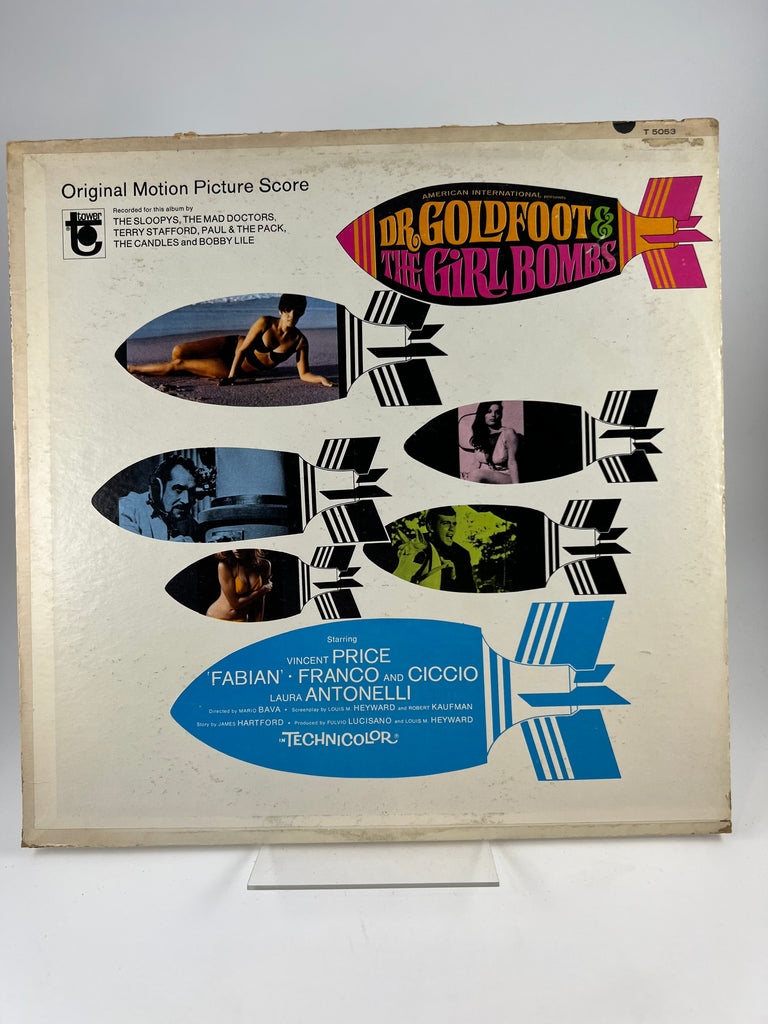 T 5053
Original Motion Picture Score
tower
Recorded for this album by
THE SLOOPYS, THE MAD DOCTORS,
TERRY STAFFORD, PAUL & THE PACK,
THE CANDLES and BOBBY LILE
AMERICAN INTERNATIONAL presents
DR. GOLDFOOT &
THE GIRL BOMBS
Starring
VINCENT PRICE
'FABIAN' · FRANCO AND CICCIO
LAURA ANTONELLI
Directed by MARIO BAVA • Screenplay by LOUIS M. HEYWARD and ROBERT KAUFMAN
Story by JAMES HARTFORD • Produced by FULVIO LUCISANO and LOUIS M. HEYWARD
IN TECHNICOLOR®